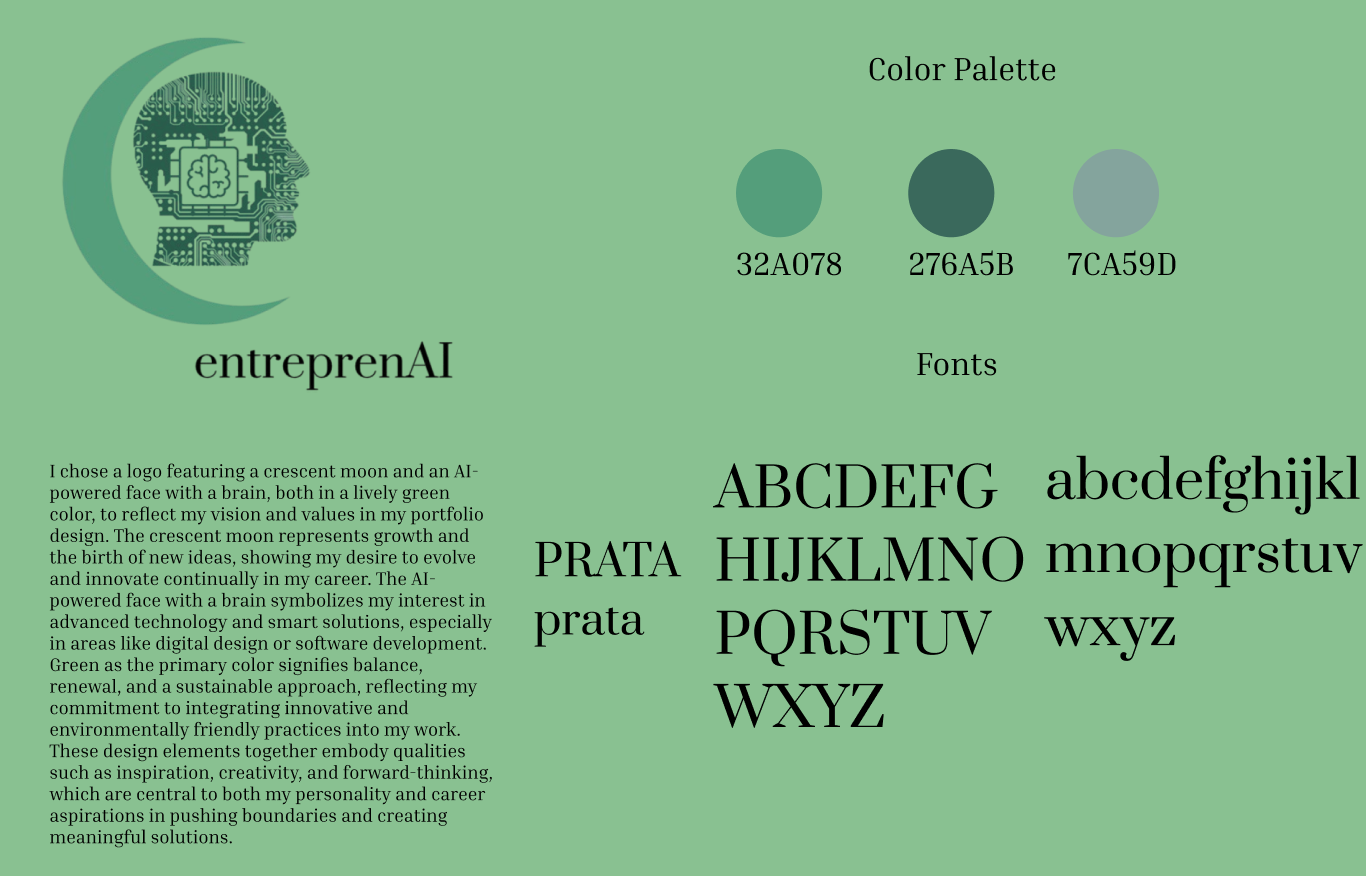 entreprenAI
I chose a logo featuring a crescent moon and an AI-
powered face with a brain, both in a lively green
color, to reflect my vision and values in my portfolio
design. The crescent moon represents growth and
the birth of new ideas, showing my desire to evolve
and innovate continually in my career. The AI-
powered face with a brain symbolizes my interest in
advanced technology and smart solutions, especially
in areas like digital design or software development.
Green as the primary color signifies balance,
renewal, and a sustainable approach, reflecting my
commitment to integrating innovative and
environmentally friendly practices into my work.
These design elements together embody qualities
such as inspiration, creativity, and forward-thinking,
which are central to both my personality and career
aspirations in pushing boundaries and creating
meaningful solutions.
Color Palette
32A078
276A5B
7CA59D
Fonts
PRATA
prata
ABCDEFG
HIJKLMNO
PQRSTUV
WXYZ
abcdefghijkl
mnopqrstuv
wxyz